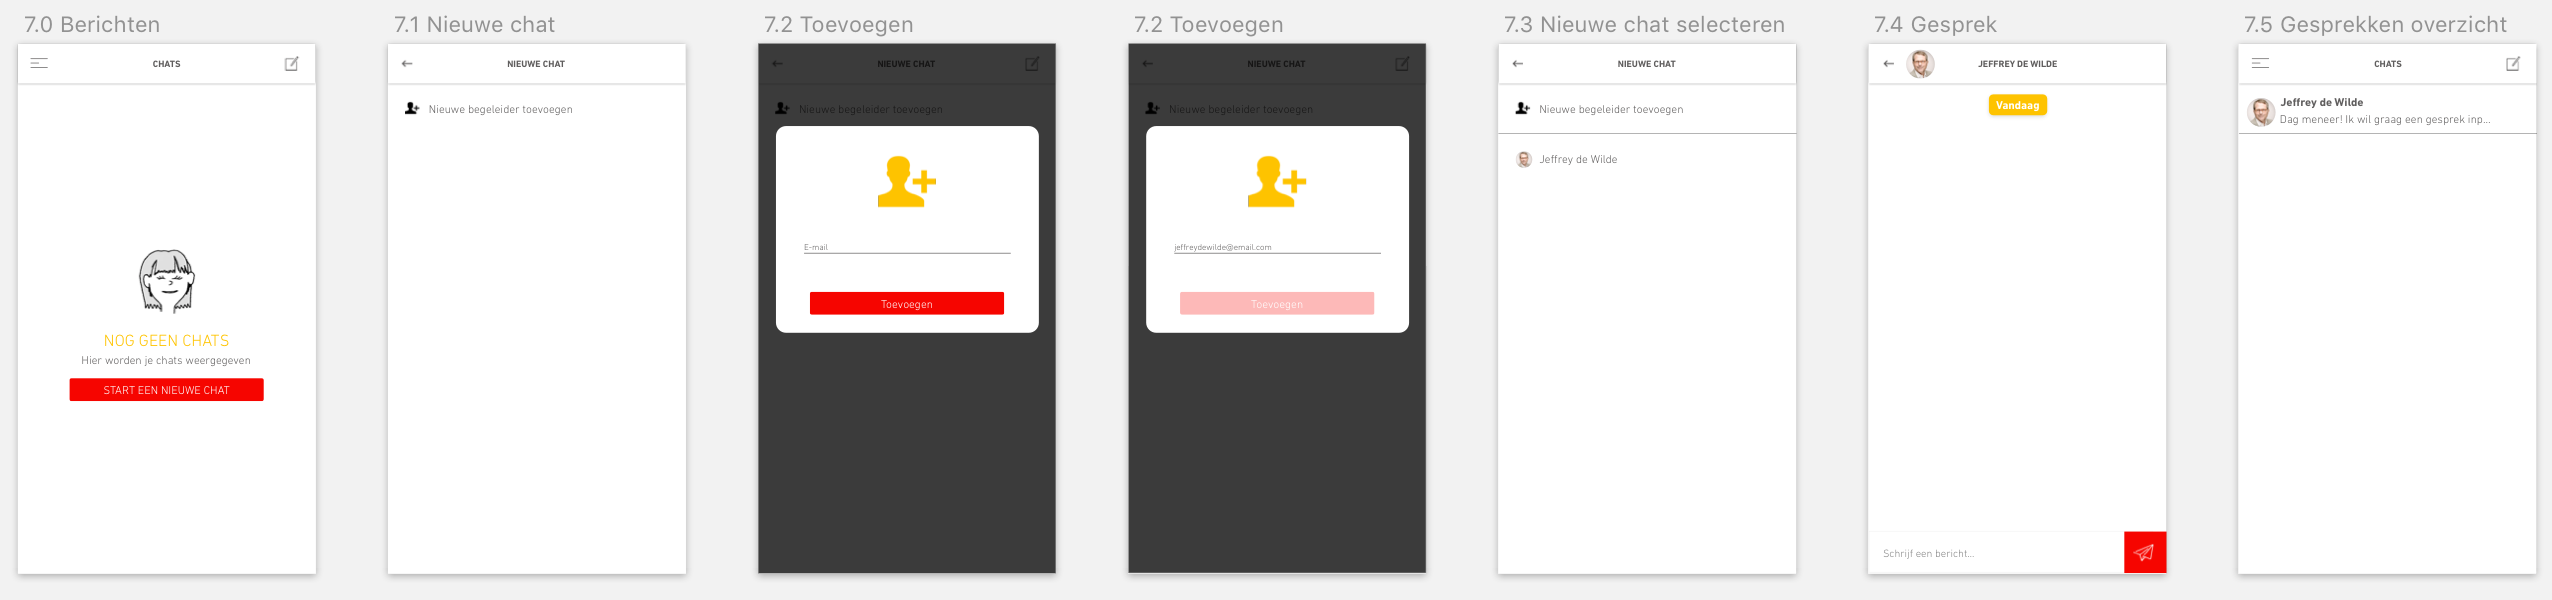 7.0 Berichten
CHATS
NOG GEEN CHATS
Hier worden je chats weergegeven
START EEN NIEUWE CHAT
7.1 Nieuwe chat
NIEUWE CHAT
Nieuwe begeleider toevoegen
7.2 Toevoegen
NIEUWE CHAT
Nieuwe begeleider toevoegen
E-mail
Toevoegen
7.2 Toevoegen
NIEUWE CHAT
Nieuwe begeleider toevoegen
jeffreydewilde@email.com
Toevoegen
7.3 Nieuwe chat selecteren
NIEUWE CHAT
Nieuwe begeleider toevoegen
Jeffrey de Wilde
7.4 Gesprek
JEFFREY DE WILDE
Vandaag
Schrijf een bericht...
7.5 Gesprekken overzicht
CHATS
Jeffrey de Wilde
Dag meneer! Ik wil graag een gesprek inp...